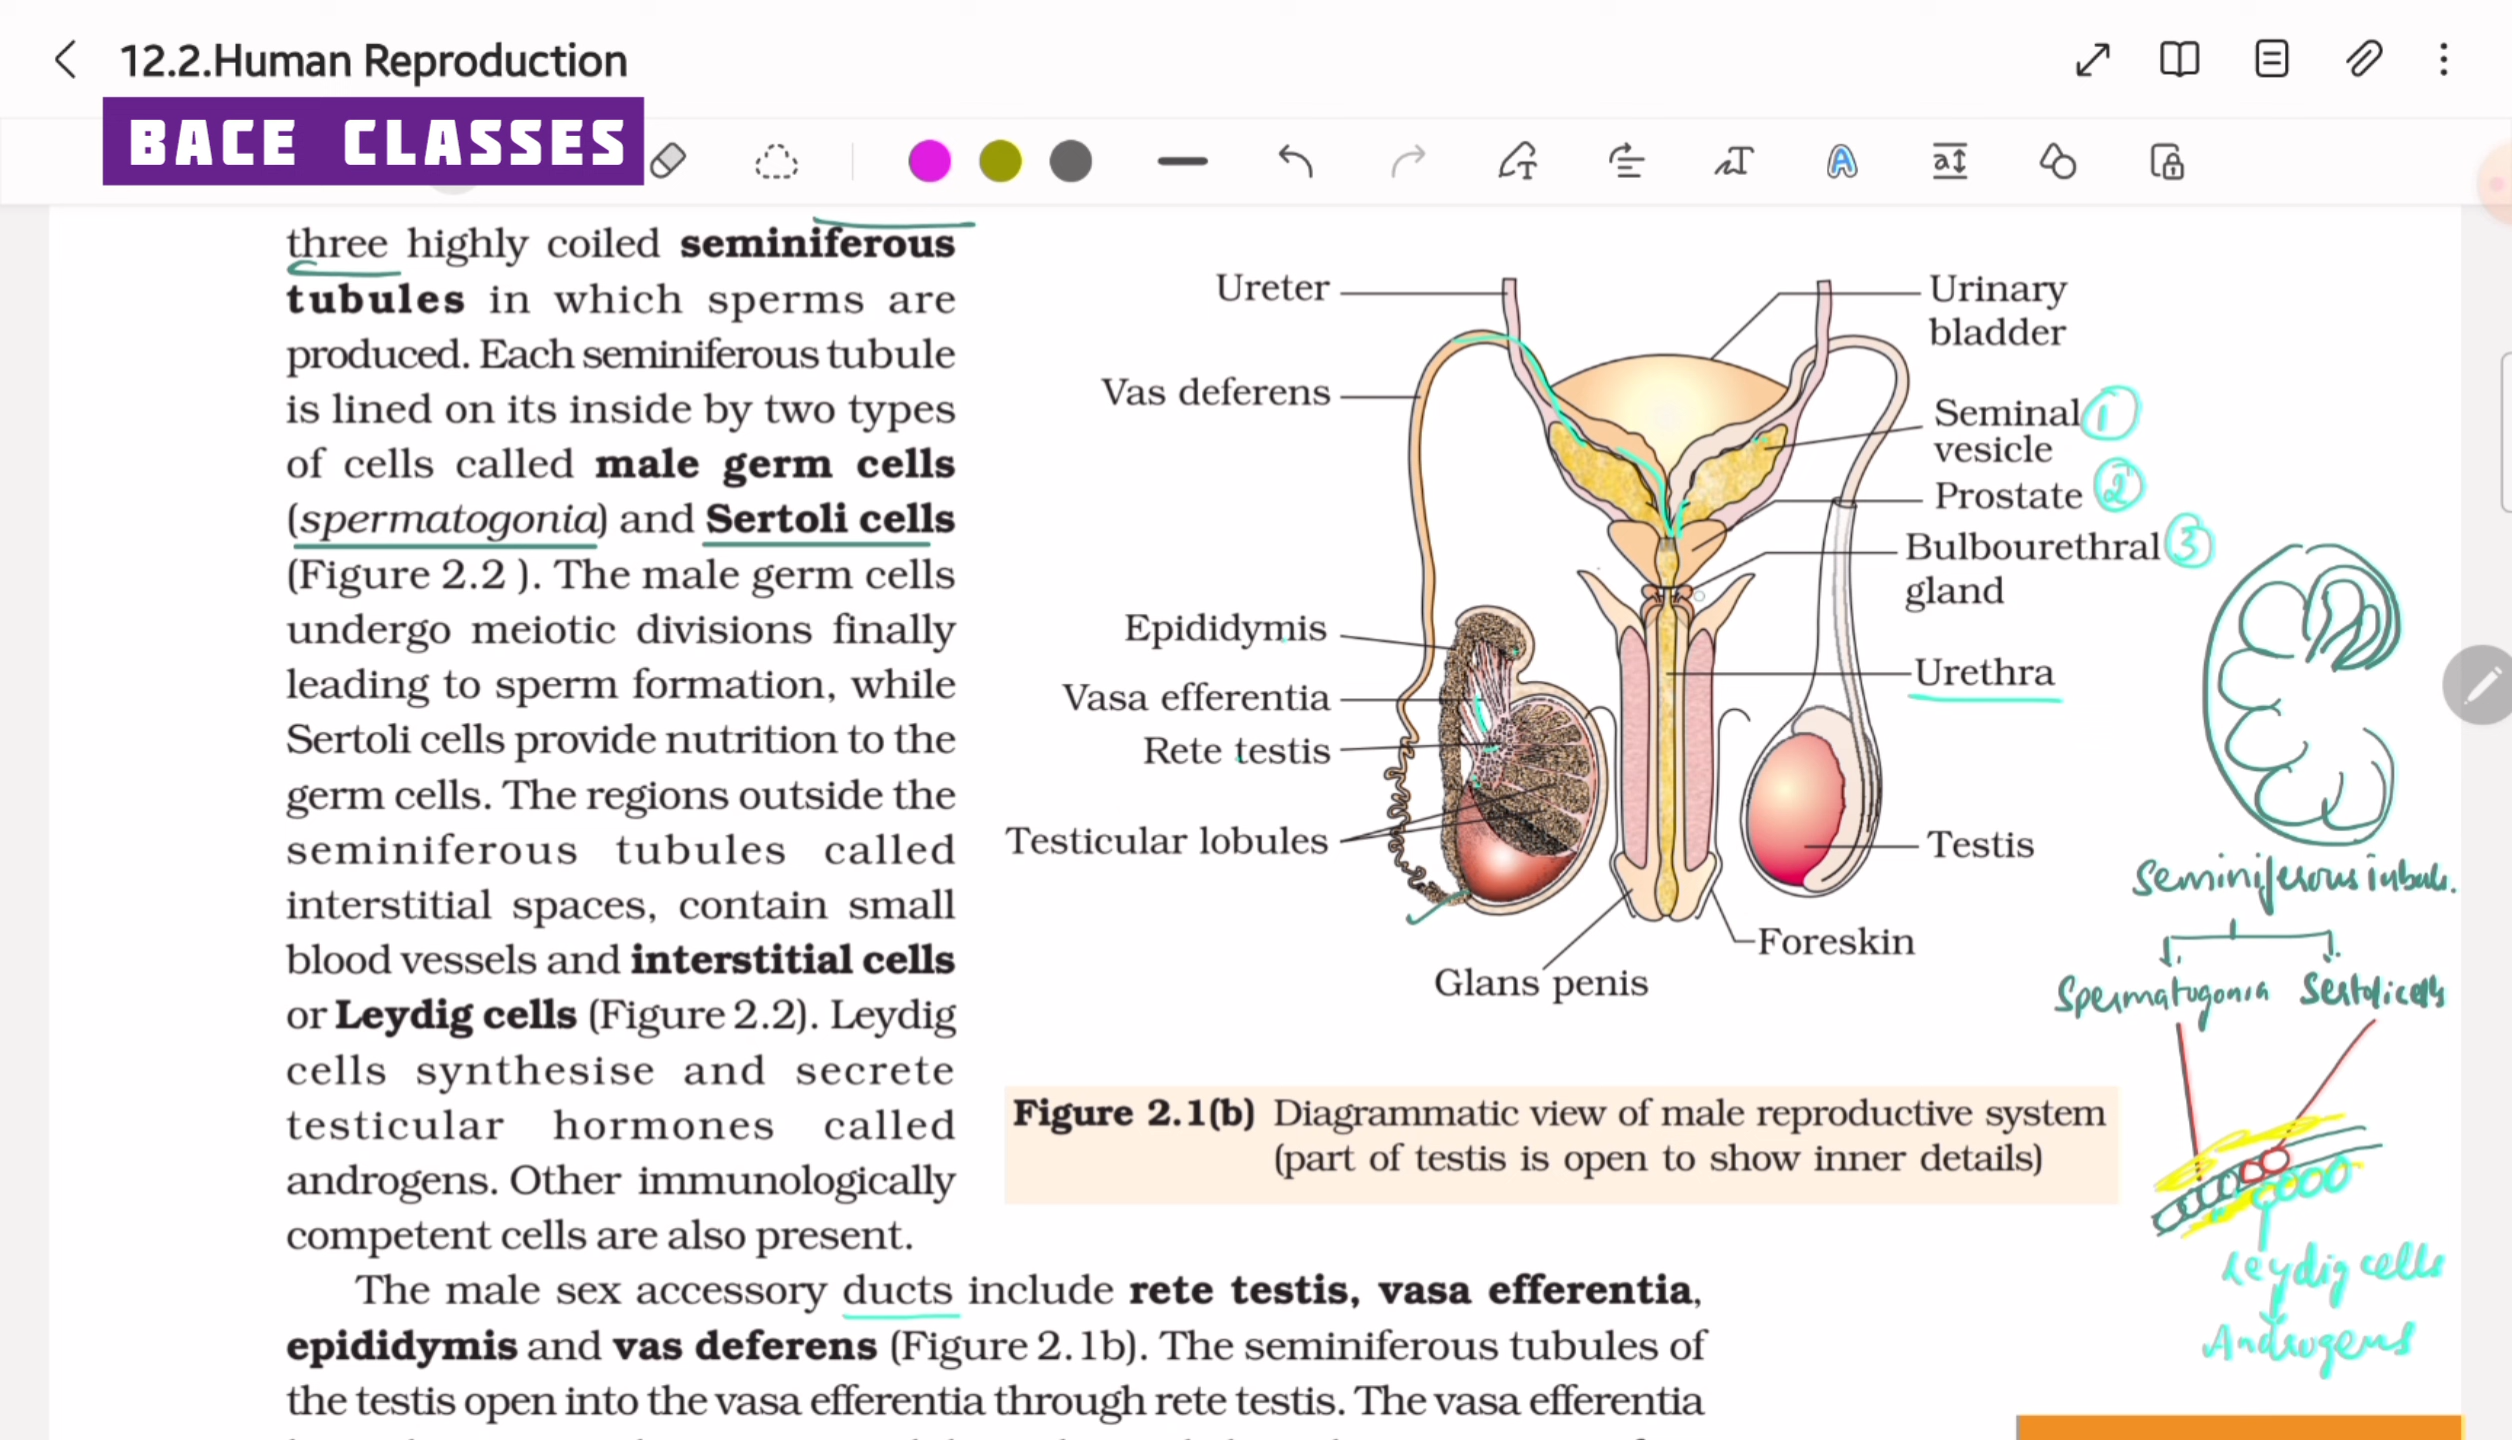 12.2.Human Reproduction
BACE CLASSES
three highly coiled seminiferous
tubules in which sperms are
produced. Each seminiferous tubule
is lined on its inside by two types
of cells called male germ cells
(spermatogonia) and Sertoli cells
(Figure 2.2 ). The male germ cells
undergo meiotic divisions finally
leading to sperm formation, while
Sertoli cells provide nutrition to the
germ cells. The regions outside the
seminiferous tubules called
interstitial spaces, contain small
blood vessels and interstitial cells
or Leydig cells (Figure 2.2). Leydig
cells synthesise and secrete
testicular hormones called
androgens. Other immunologically
competent cells are also present.
The male sex accessory ducts include rete testis, vasa efferentia,
epididymis and vas deferens (Figure 2.1b). The seminiferous tubules of
the testis open into the vasa efferentia through rete testis. The vasa efferentia
Ureter
Vas deferens
Epididymis
Vasa efferentia
Rete testis
Testicular lobules
Glans penis
Urinary
bladder
Seminal 1
vesicle
Prostate 2
Bulbourethral 3
gland
Urethra
Testis
Foreskin
Figure 2.1(b) Diagrammatic view of male reproductive system
(part of testis is open to show inner details)
Seminiferous
Spermatogonia Sertoli cells
Leydig cells
Androgens